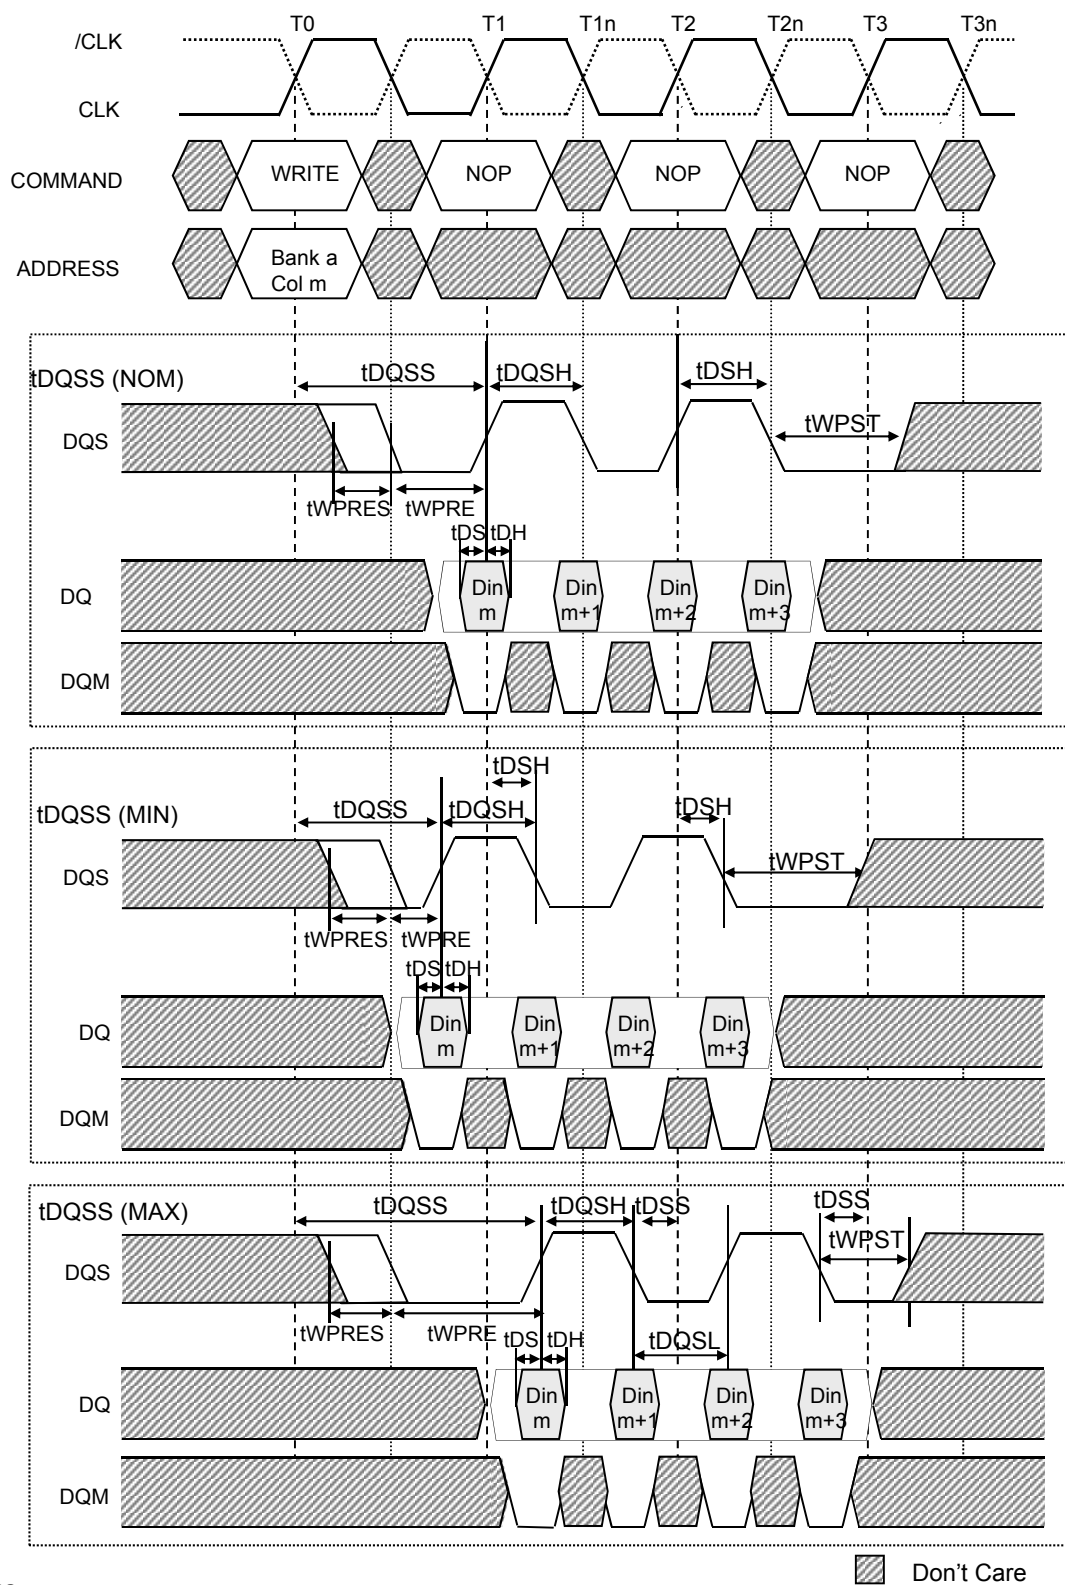 T0 T1 T1n T2 T2n T3 T3n
/CLK
CLK
COMMAND WRITE NOP NOP NOP
ADDRESS Bank a
Col m
tDQSS (NOM) tDQSS tDQSH tDSH
DQS tWPST
tWPRES tWPRE
tDS tDH
DQ Din Din Din Din
m m+1 m+2 m+3
DQM
tDSH
tDQSS (MIN) tDQSS tDQSH tDSH
DQS tWPST
tWPRES tWPRE
tDS tDH
DQ Din Din Din Din
m m+1 m+2 m+3
DQM
tDQSS (MAX) tDQSS tDQSH tDSS tDSS
DQS tWPST
tWPRES tWPRE tDS tDH tDQSL
DQ Din Din Din Din
m m+1 m+2 m+3
DQM
Don't Care